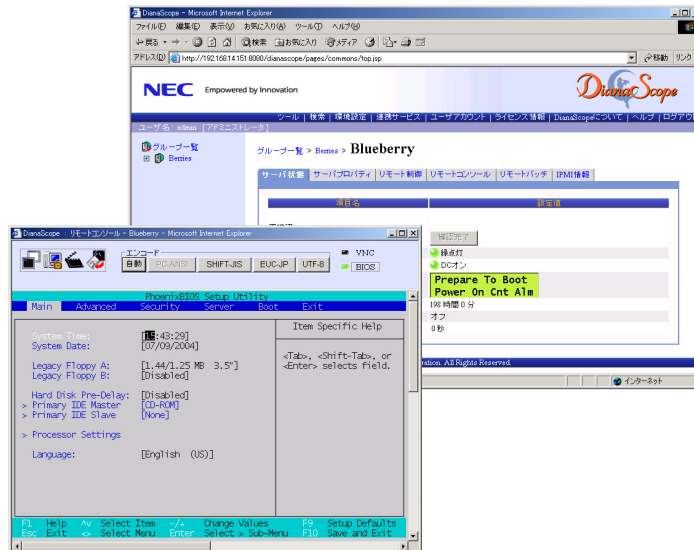 DianaScope - Microsoft Internet Explorer
ファイル(F) 編集(E) 表示(V) お気に入り(A) ツール(T) ヘルプ(H)
戻る 検索 お気に入り メディア
アドレス(D) http://192.168.14.151:8080/dianascope/pages/commons/top.jsp 移動 リンク
NEC Empowered by Innovation DianaScope
ツール | 検索 | 環境設定 | 連携サービス | ユーザアカウント | ライセンス情報 | DianaScopeについて | ヘルプ | ログアウ
ユーザ名: admin [アドミニストレータ]
グループ一覧
Berries
グループ一覧 > Berries > Blueberry
サーバ状態 サーバプロパティ リモート制御 リモートコンソール リモートバッチ IPMI情報
項目名 設定値
確認完了
緑点灯
DCオン
Prepare To Boot
Power On Cnt Alm
198 時間 0 分
オフ
0 秒
ration. All Rights Reserved.
インターネット
DianaScope : リモートコンソール - Blueberry - Microsoft Internet Explorer
エンコード
自動 PC-ANSI SHIFT-JIS EUC-JP UTF-8
VNC
BIOS
PhoenixBIOS Setup Utility
Main Advanced Security Server Boot Exit
Item Specific Help
System Time: :43:29]
System Date: [07/09/2004]
<Tab>, <Shift-Tab>, or
<Enter> selects field.
Legacy Floppy A: [1.44/1.25 MB 3.5"]
Legacy Floppy B: [Disabled]
Hard Disk Pre-Delay: [Disabled]
> Primary IDE Master [CD-ROM]
> Primary IDE Slave [None]
> Processor Settings
Language: [English (US)]
F1 Help ^v Select Item -/+ Change Values F9 Setup Defaults
Esc Exit <> Select Menu Enter Select > Sub-Menu F10 Save and Exit